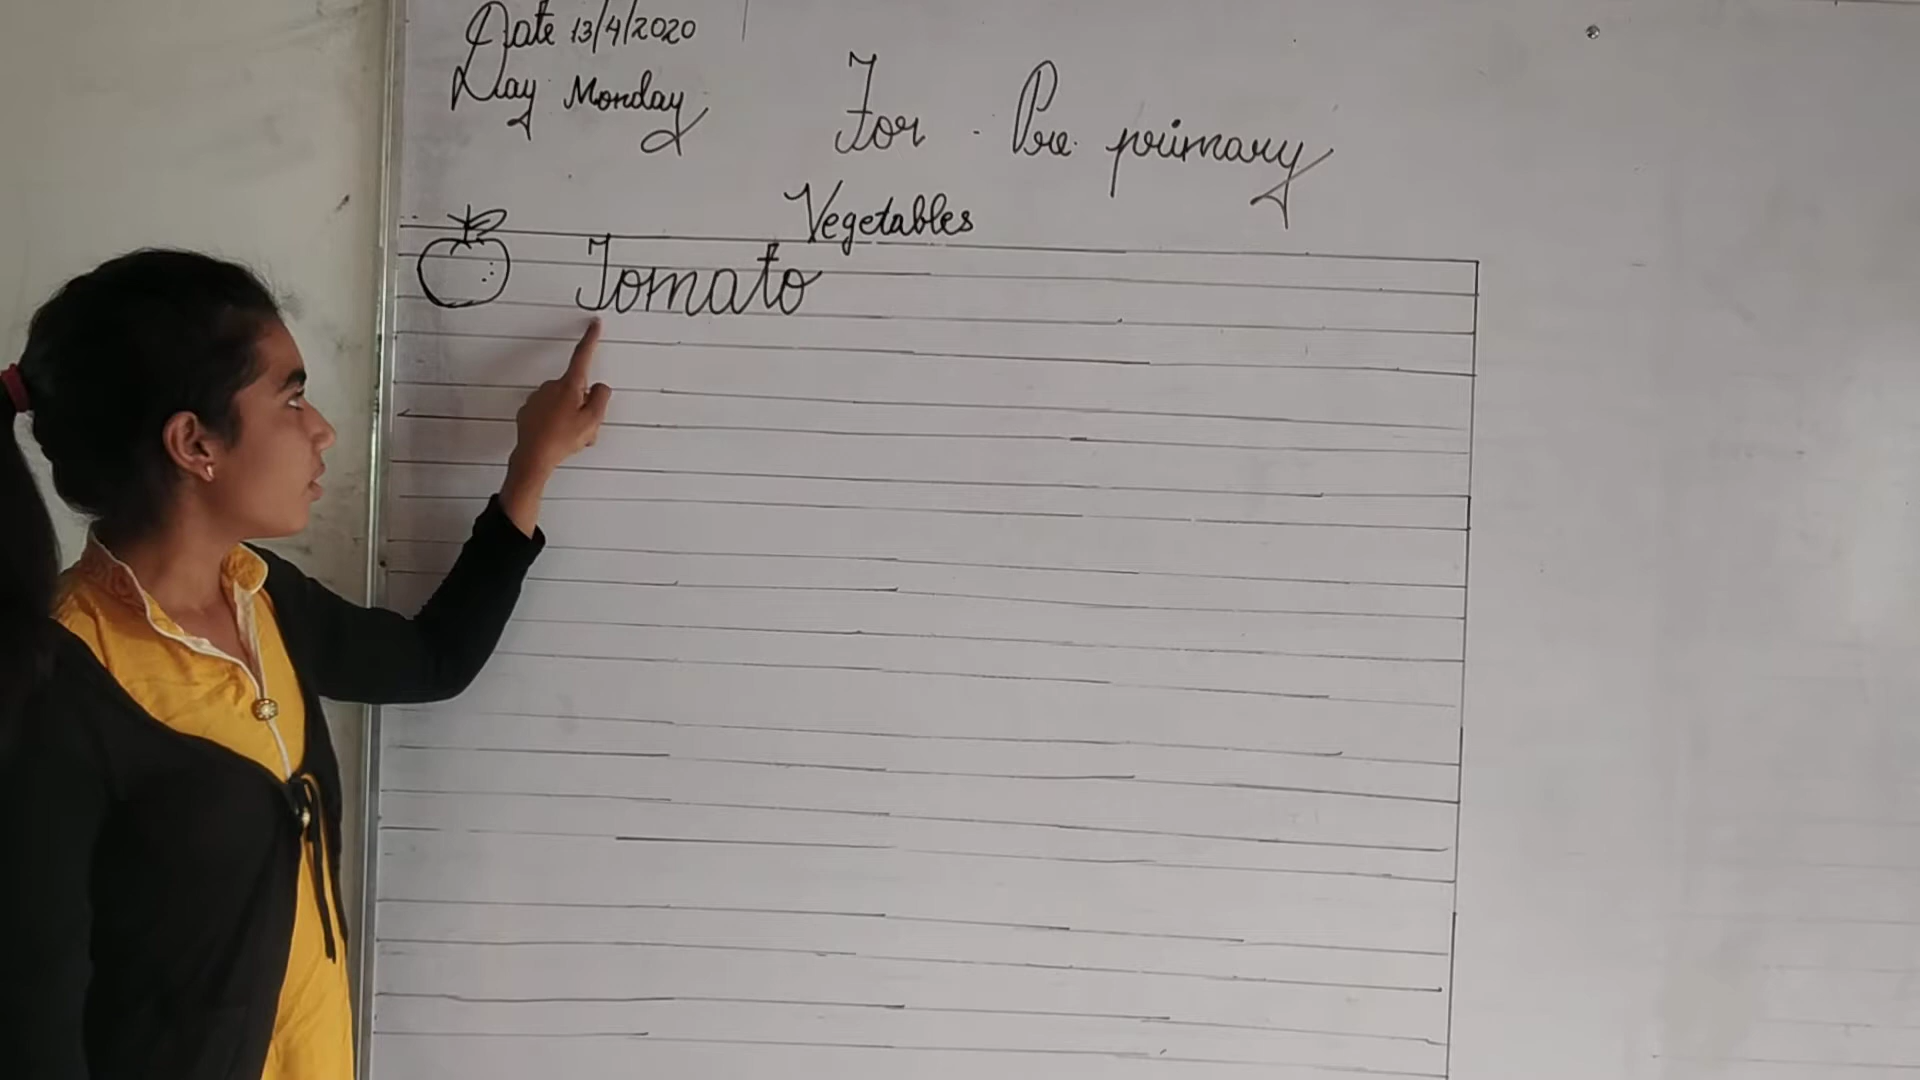 Date 13/4/2020
Day Monday
For - Pre primary
Vegetables
Tomato